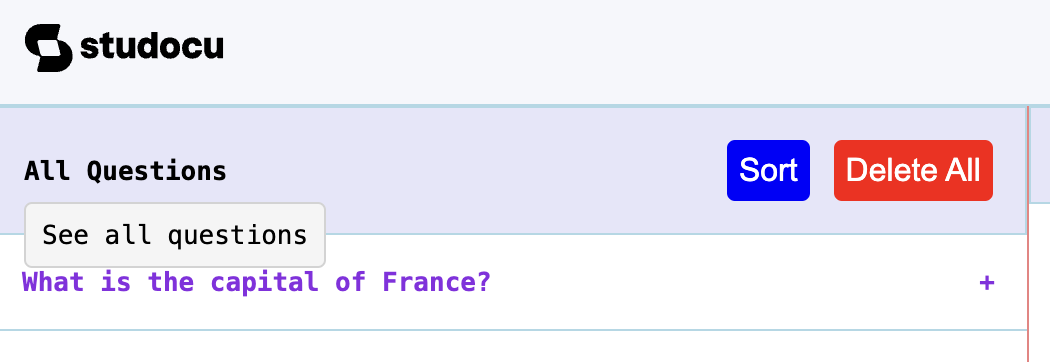 studocu
All Questions
Sort
Delete All
See all questions
What is the capital of France?
+